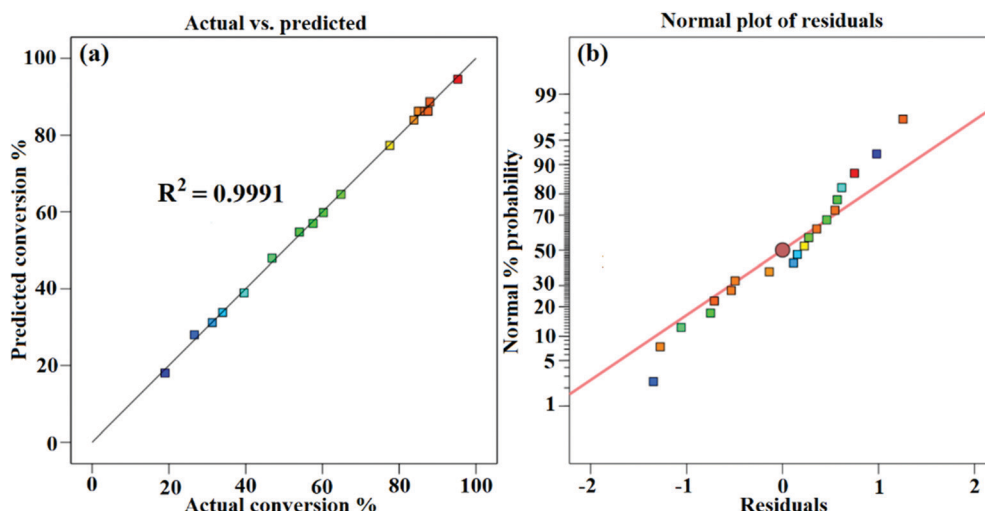 Actual vs. predicted
(a)
R² = 0.9991
Predicted conversion %
100
80
60
40
20
0
0 20 40 60 80 100
Actual conversion %
Normal plot of residuals
(b)
Normal % probability
99
95
90
80
70
50
30
20
10
5
1
-2 -1 0 1 2
Residuals